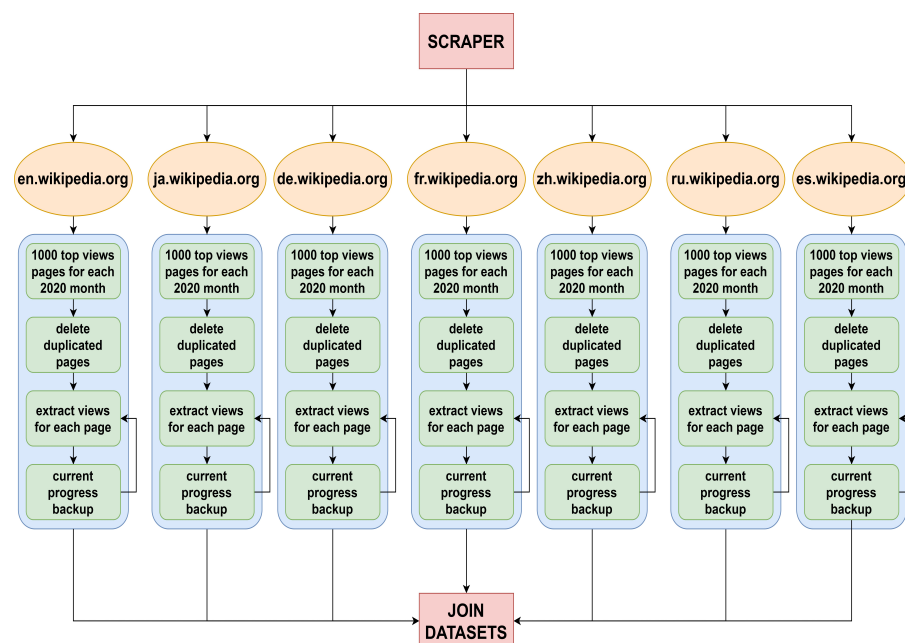 SCRAPER
en.wikipedia.org
ja.wikipedia.org
de.wikipedia.org
fr.wikipedia.org
zh.wikipedia.org
ru.wikipedia.org
es.wikipedia.org
1000 top views
pages for each
2020 month
delete
duplicated
pages
extract views
for each page
current
progress
backup
1000 top views
pages for each
2020 month
delete
duplicated
pages
extract views
for each page
current
progress
backup
1000 top views
pages for each
2020 month
delete
duplicated
pages
extract views
for each page
current
progress
backup
1000 top views
pages for each
2020 month
delete
duplicated
pages
extract views
for each page
current
progress
backup
1000 top views
pages for each
2020 month
delete
duplicated
pages
extract views
for each page
current
progress
backup
1000 top views
pages for each
2020 month
delete
duplicated
pages
extract views
for each page
current
progress
backup
1000 top views
pages for each
2020 month
delete
duplicated
pages
extract views
for each page
current
progress
backup
JOIN
DATASETS